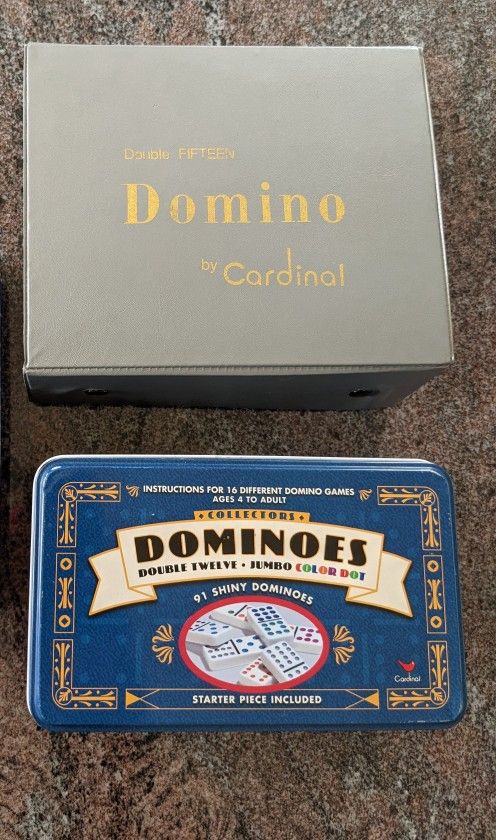 Double FIFTEEN
Domino
by Cardinal
INSTRUCTIONS FOR 16 DIFFERENT DOMINO GAMES
AGES 4 TO ADULT
COLLECTORS
DOMINOES
DOUBLE TWELVE • JUMBO COLOR DOT
91 SHINY DOMINOES
Cardinal
STARTER PIECE INCLUDED